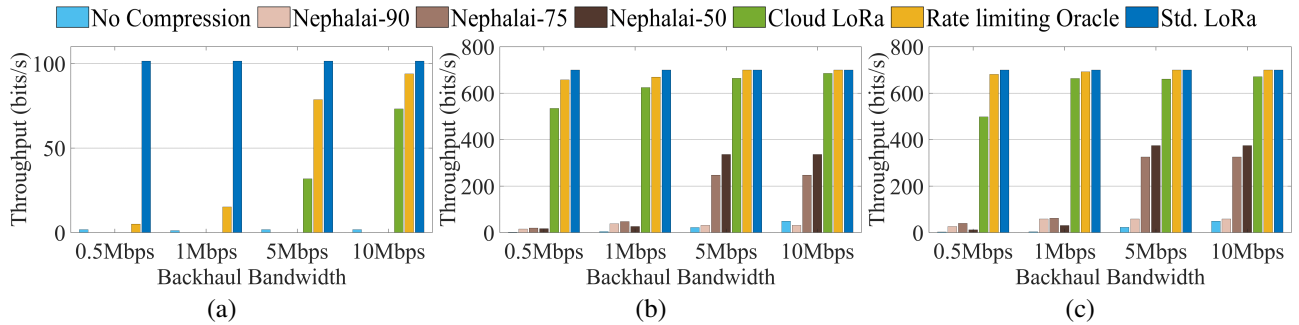 No Compression Nephalai-90 Nephalai-75 Nephalai-50 Cloud LoRa Rate limiting Oracle Std. LoRa
Throughput (bits/s)
100
50
0
0.5Mbps 1Mbps 5Mbps 10Mbps
Backhaul Bandwidth
(a)
Throughput (bits/s)
800
600
400
200
0
0.5Mbps 1Mbps 5Mbps 10Mbps
Backhaul Bandwidth
(b)
Throughput (bits/s)
800
600
400
200
0
0.5Mbps 1Mbps 5Mbps 10Mbps
Backhaul Bandwidth
(c)